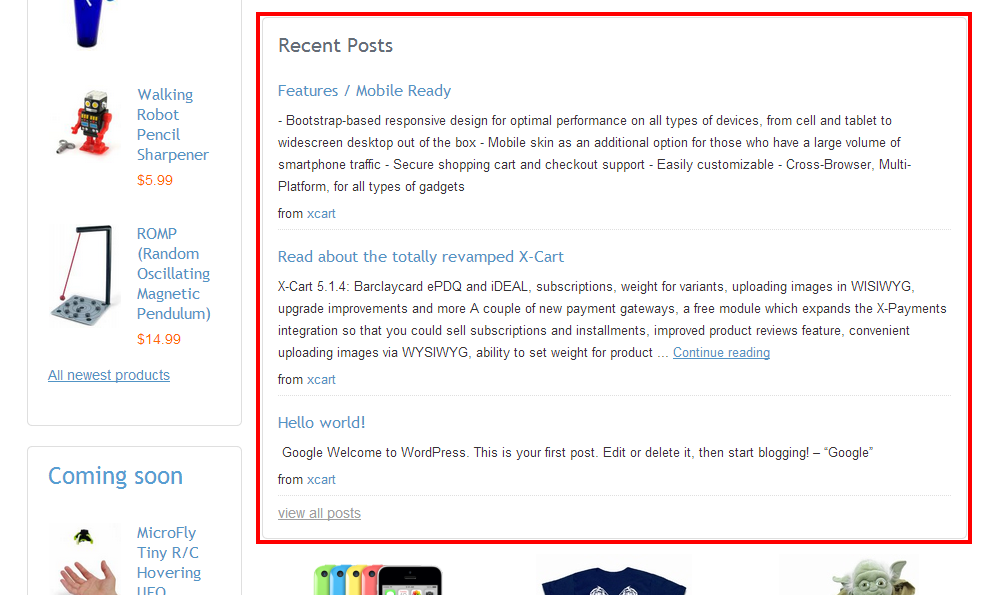 Walking
Robot
Pencil
Sharpener
$5.99
ROMP
(Random
Oscillating
Magnetic
Pendulum)
$14.99
All newest products
Coming soon
MicroFly
Tiny R/C
Hovering
UFO
Recent Posts
Features / Mobile Ready
- Bootstrap-based responsive design for optimal performance on all types of devices, from cell and tablet to
widescreen desktop out of the box - Mobile skin as an additional option for those who have a large volume of
smartphone traffic - Secure shopping cart and checkout support - Easily customizable - Cross-Browser, Multi-
Platform, for all types of gadgets
from xcart
Read about the totally revamped X-Cart
X-Cart 5.1.4: Barclaycard ePDQ and iDEAL, subscriptions, weight for variants, uploading images in WISIWYG,
upgrade improvements and more A couple of new payment gateways, a free module which expands the X-Payments
integration so that you could sell subscriptions and installments, improved product reviews feature, convenient
uploading images via WYSIWYG, ability to set weight for product … Continue reading
from xcart
Hello world!
Google Welcome to WordPress. This is your first post. Edit or delete it, then start blogging! – “Google”
from xcart
view all posts